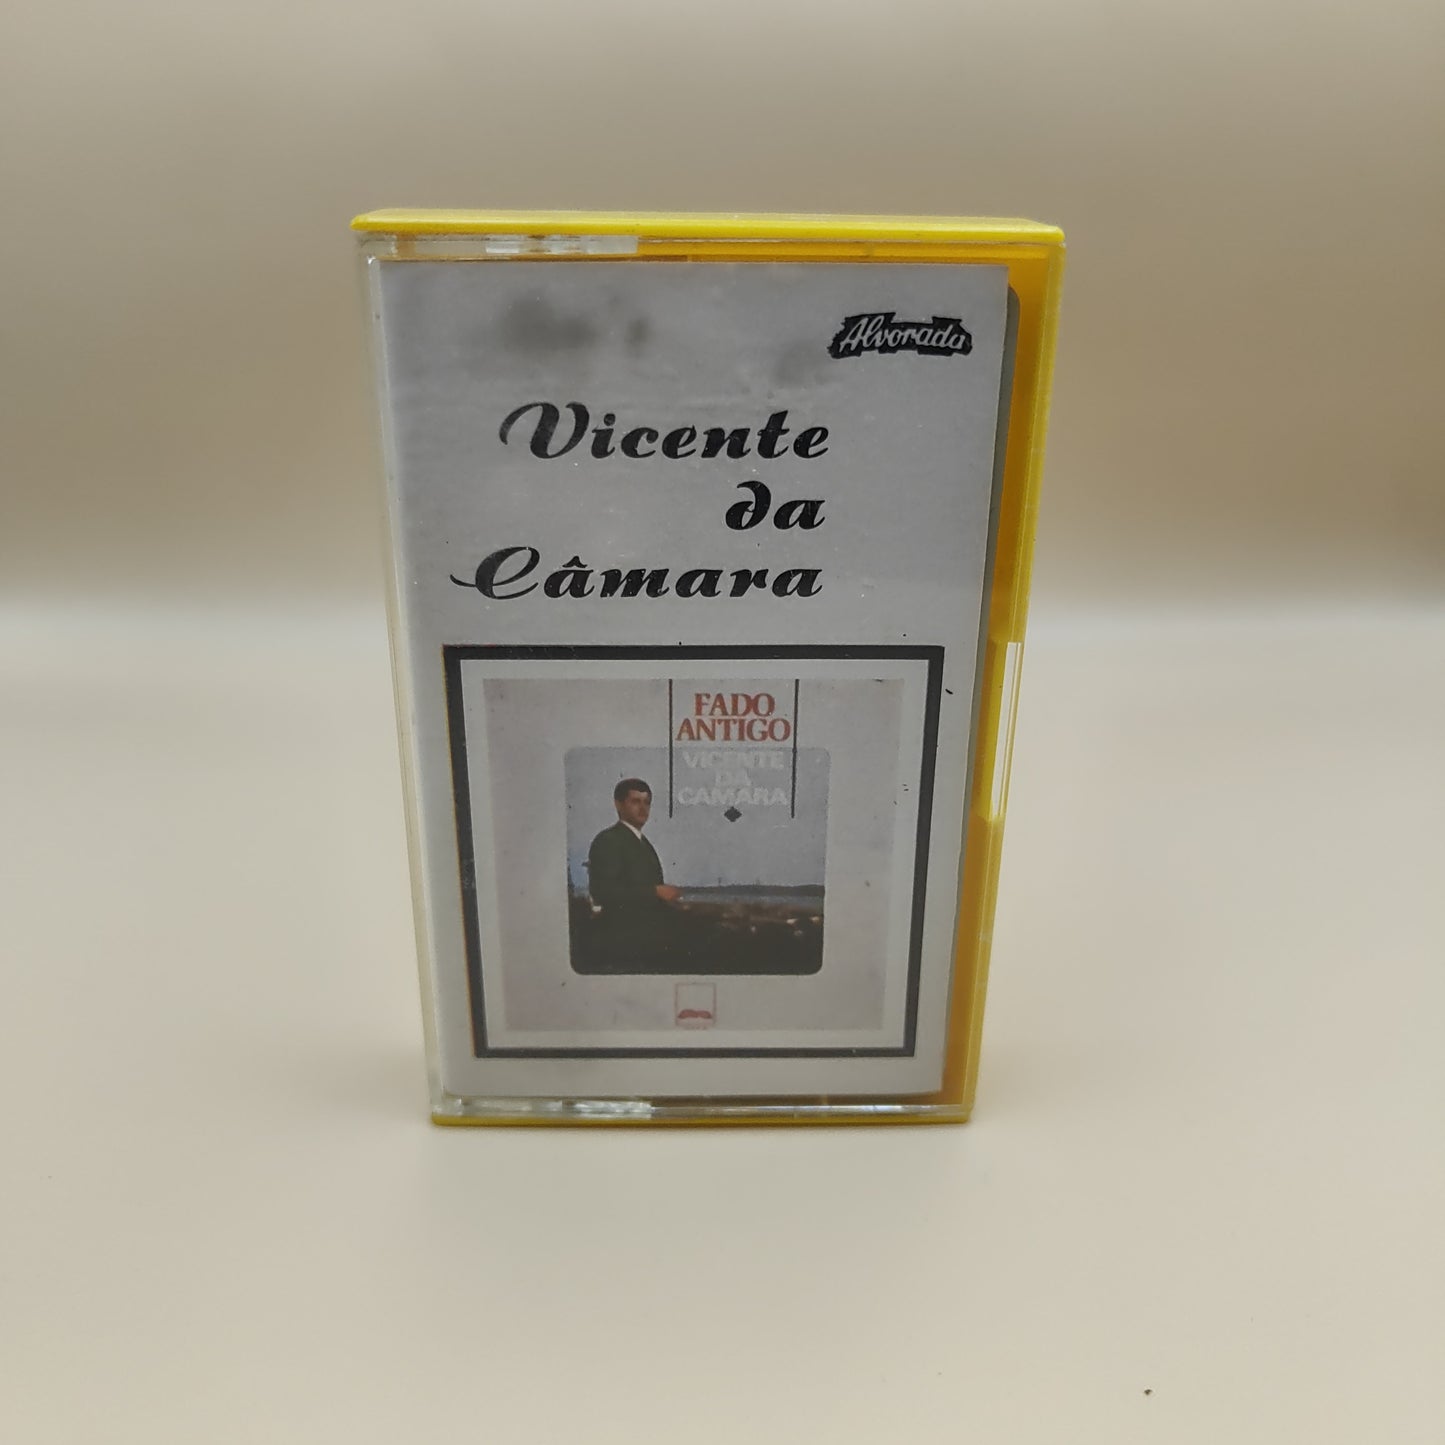 Alvorada
Vicente
da
Câmara
FADO
ANTIGO
VICENTE
DA
CAMARA